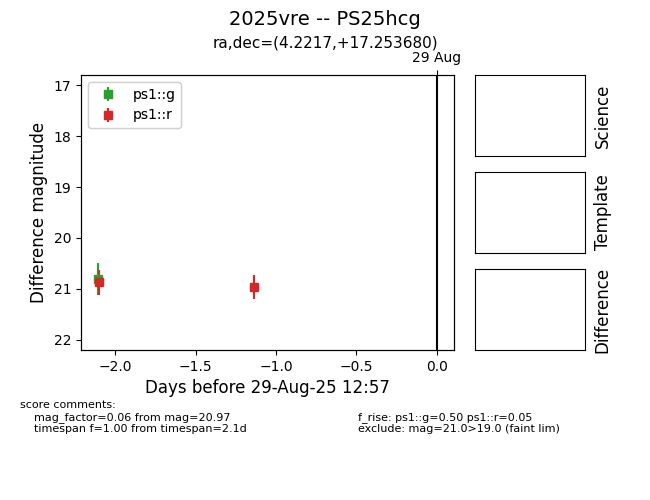 2025vre -- PS25hcg
ra,dec=(4.2217,+17.253680)
29 Aug
ps1::g
ps1::r
17
18
19
20
21
22
Difference magnitude
−2.0
−1.5
−1.0
−0.5
0.0
Days before 29-Aug-25 12:57
Science
Template
Difference
score comments:
mag_factor=0.06 from mag=20.97
timespan f=1.00 from timespan=2.1d
f_rise: ps1::g=0.50 ps1::r=0.05
exclude: mag=21.0>19.0 (faint lim)